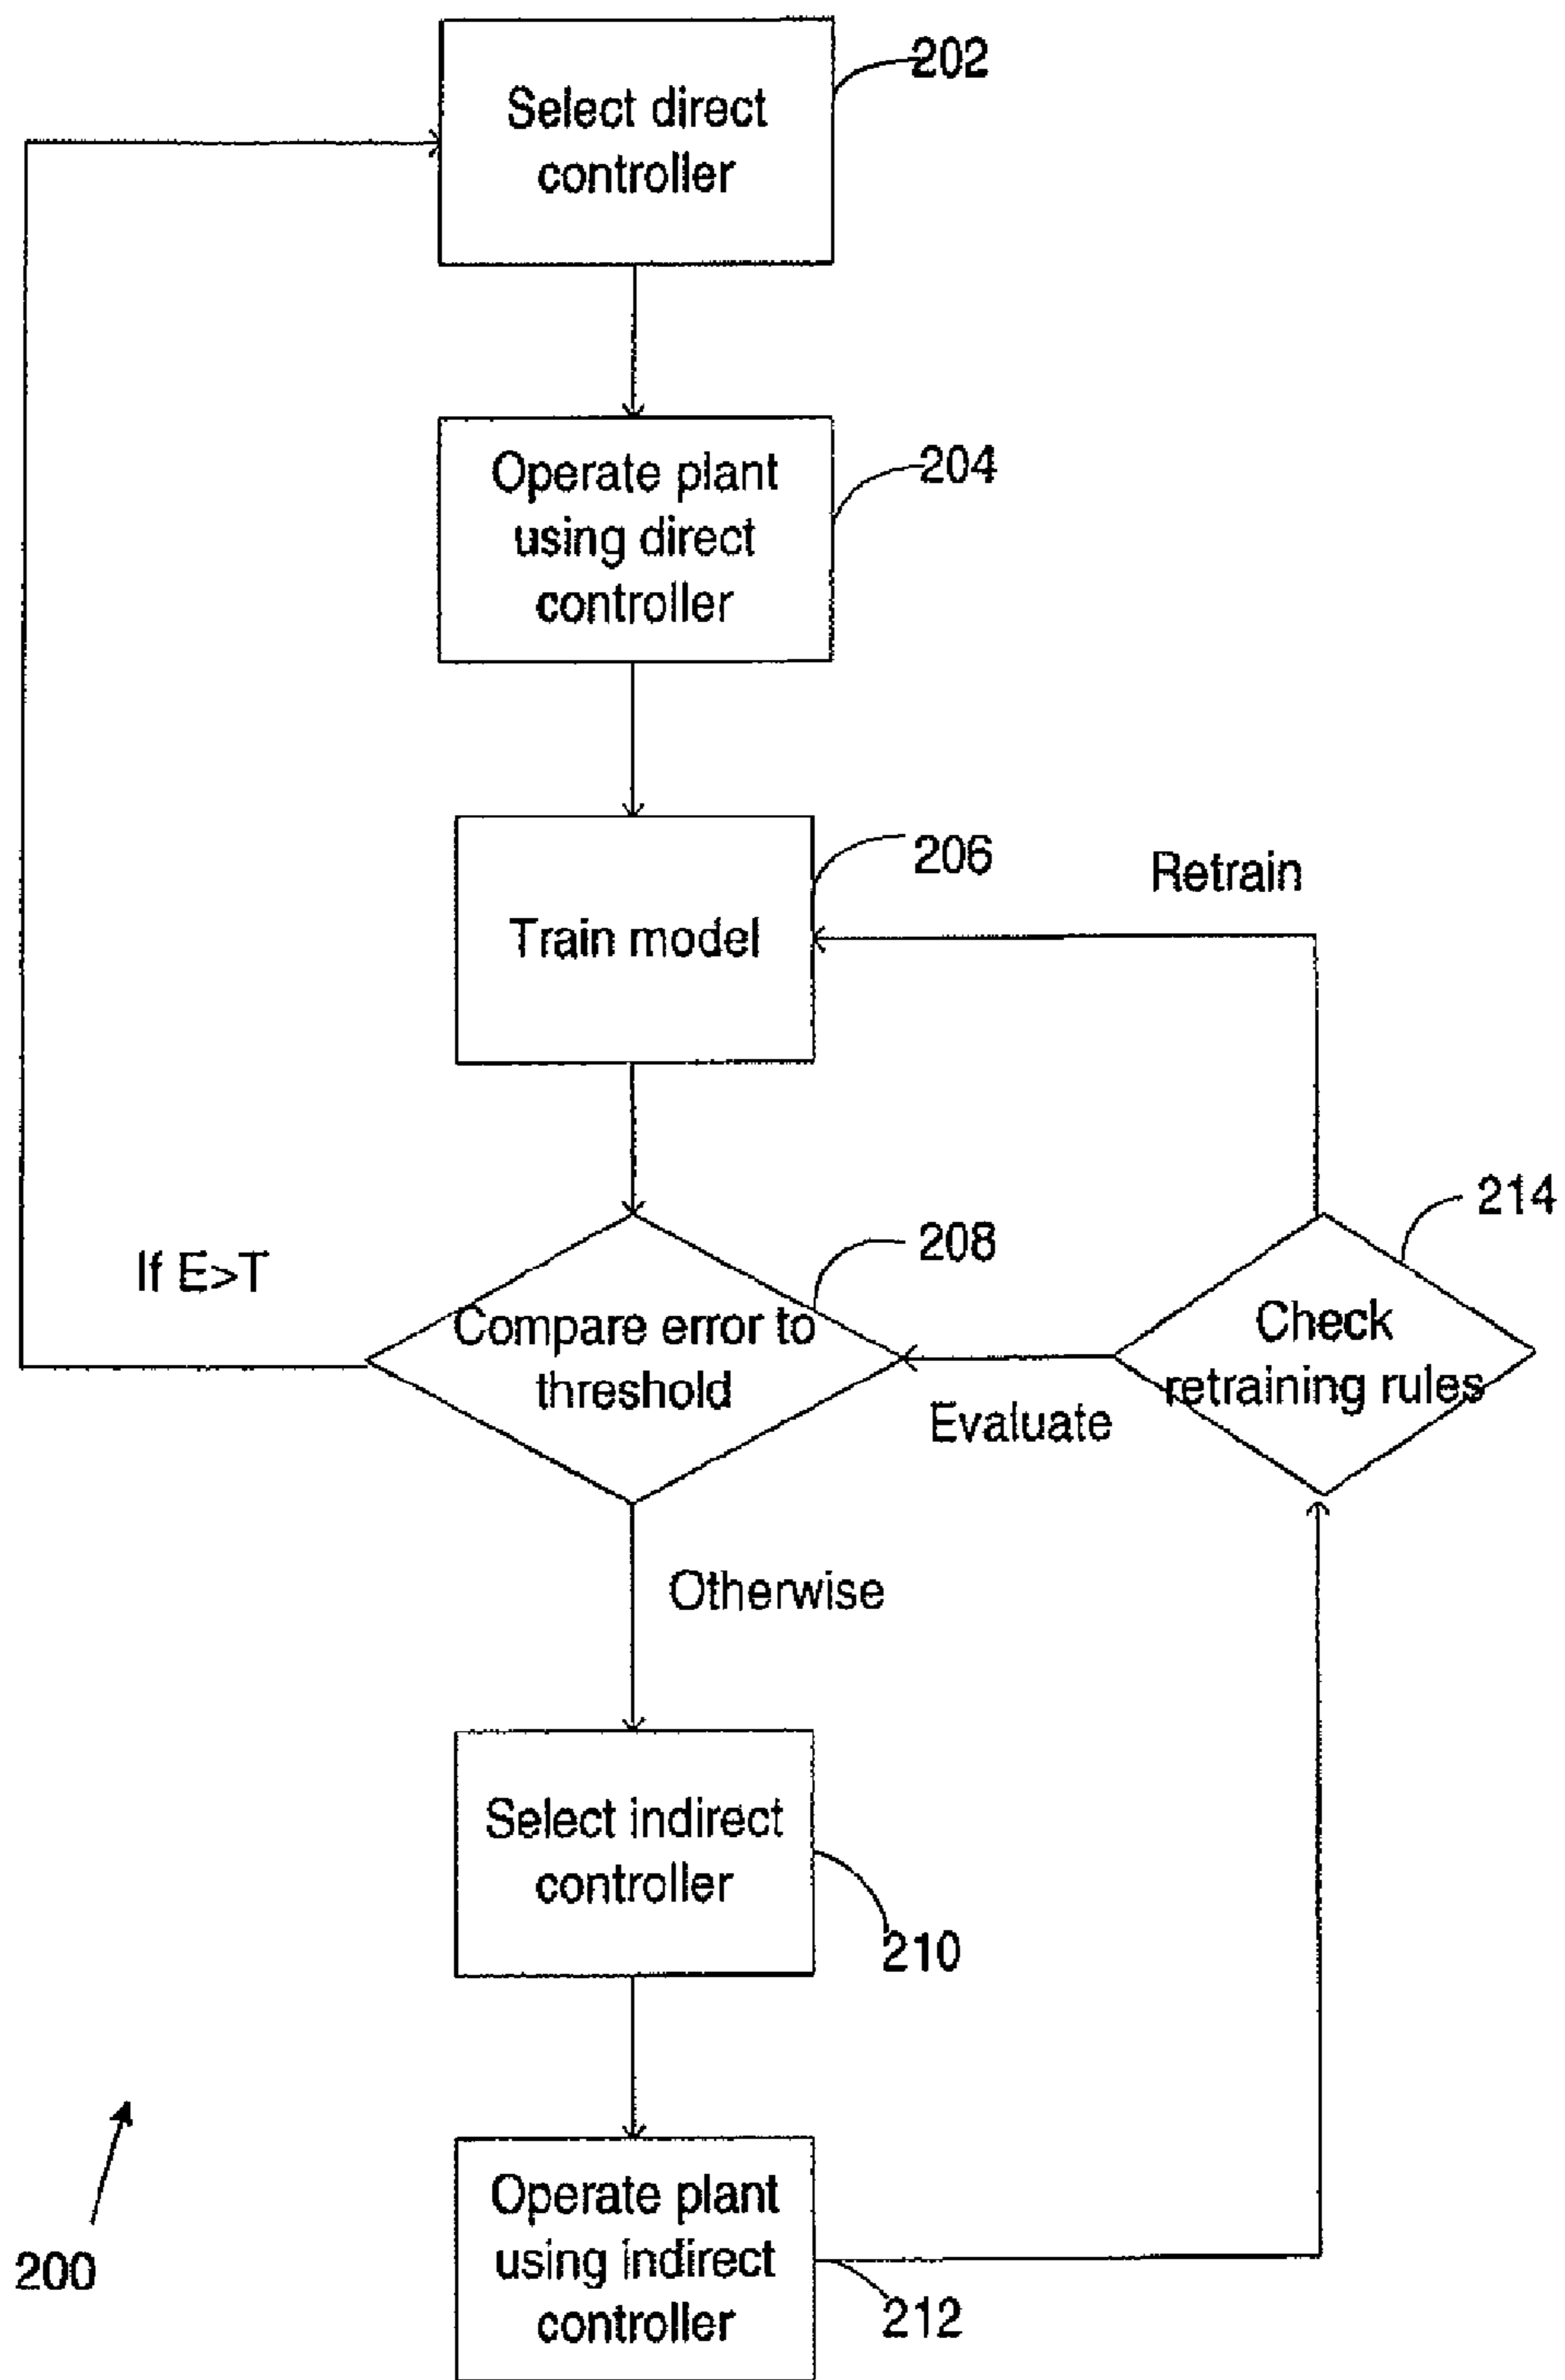 202
Select direct
controller
Operate plant
using direct
controller
204
206
Retrain
Train model
214
208
If E>T
Compare error to
threshold
Check
retraining rules
Evaluate
Otherwise
Select indirect
controller
210
Operate plant
using indirect
controller
212
200